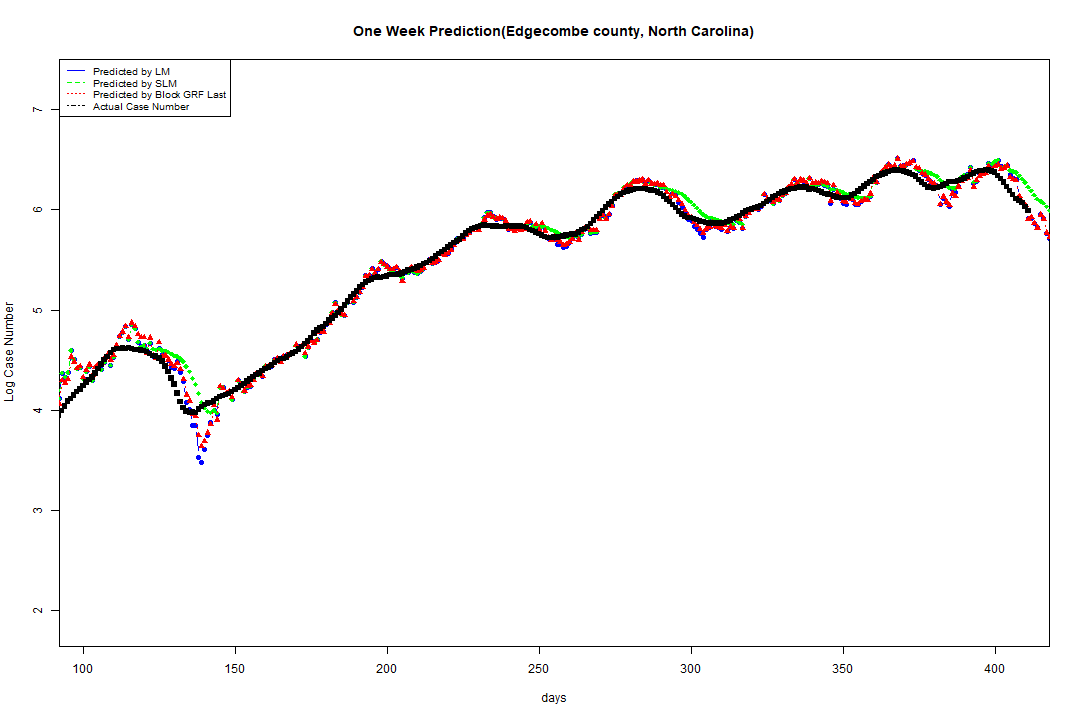 One Week Prediction(Edgecombe county, North Carolina)
Predicted by LM
Predicted by SLM
Predicted by Block GRF Last
Actual Case Number
7
6
5
4
3
2
Log Case Number
100 150 200 250 300 350 400
days